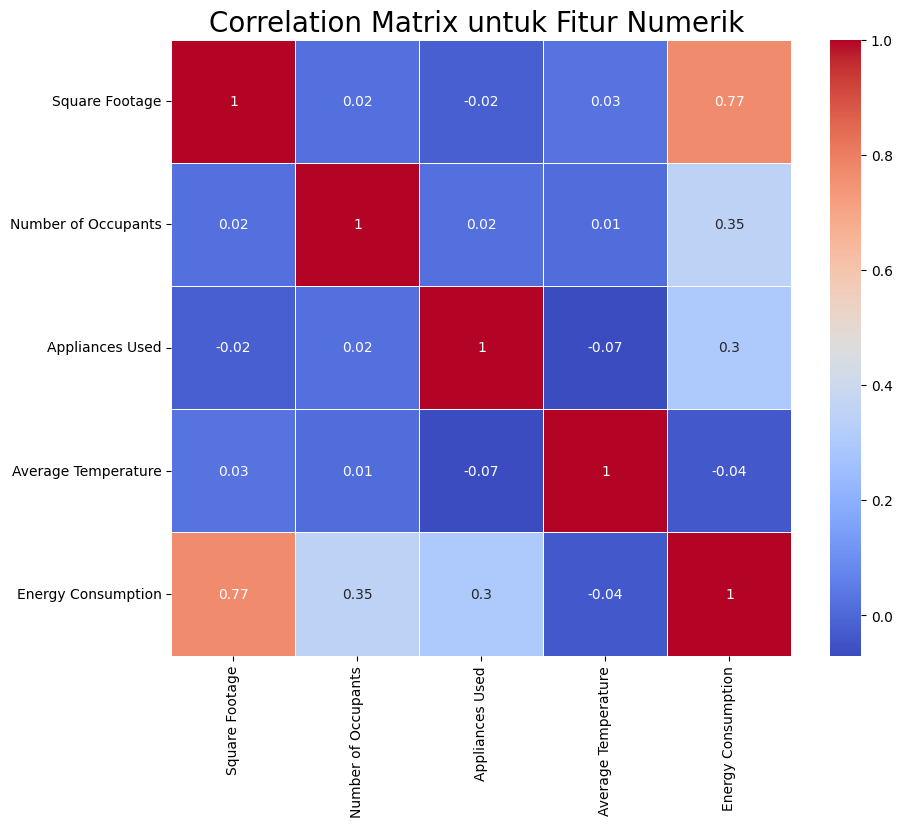 Correlation Matrix untuk Fitur Numerik
Square Footage
1 0.02 -0.02 0.03 0.77
Number of Occupants
0.02 1 0.02 0.01 0.35
Appliances Used
-0.02 0.02 1 -0.07 0.3
Average Temperature
0.03 0.01 -0.07 1 -0.04
Energy Consumption
0.77 0.35 0.3 -0.04 1
Square Footage
Number of Occupants
Appliances Used
Average Temperature
Energy Consumption
1.0
0.8
0.6
0.4
0.2
0.0